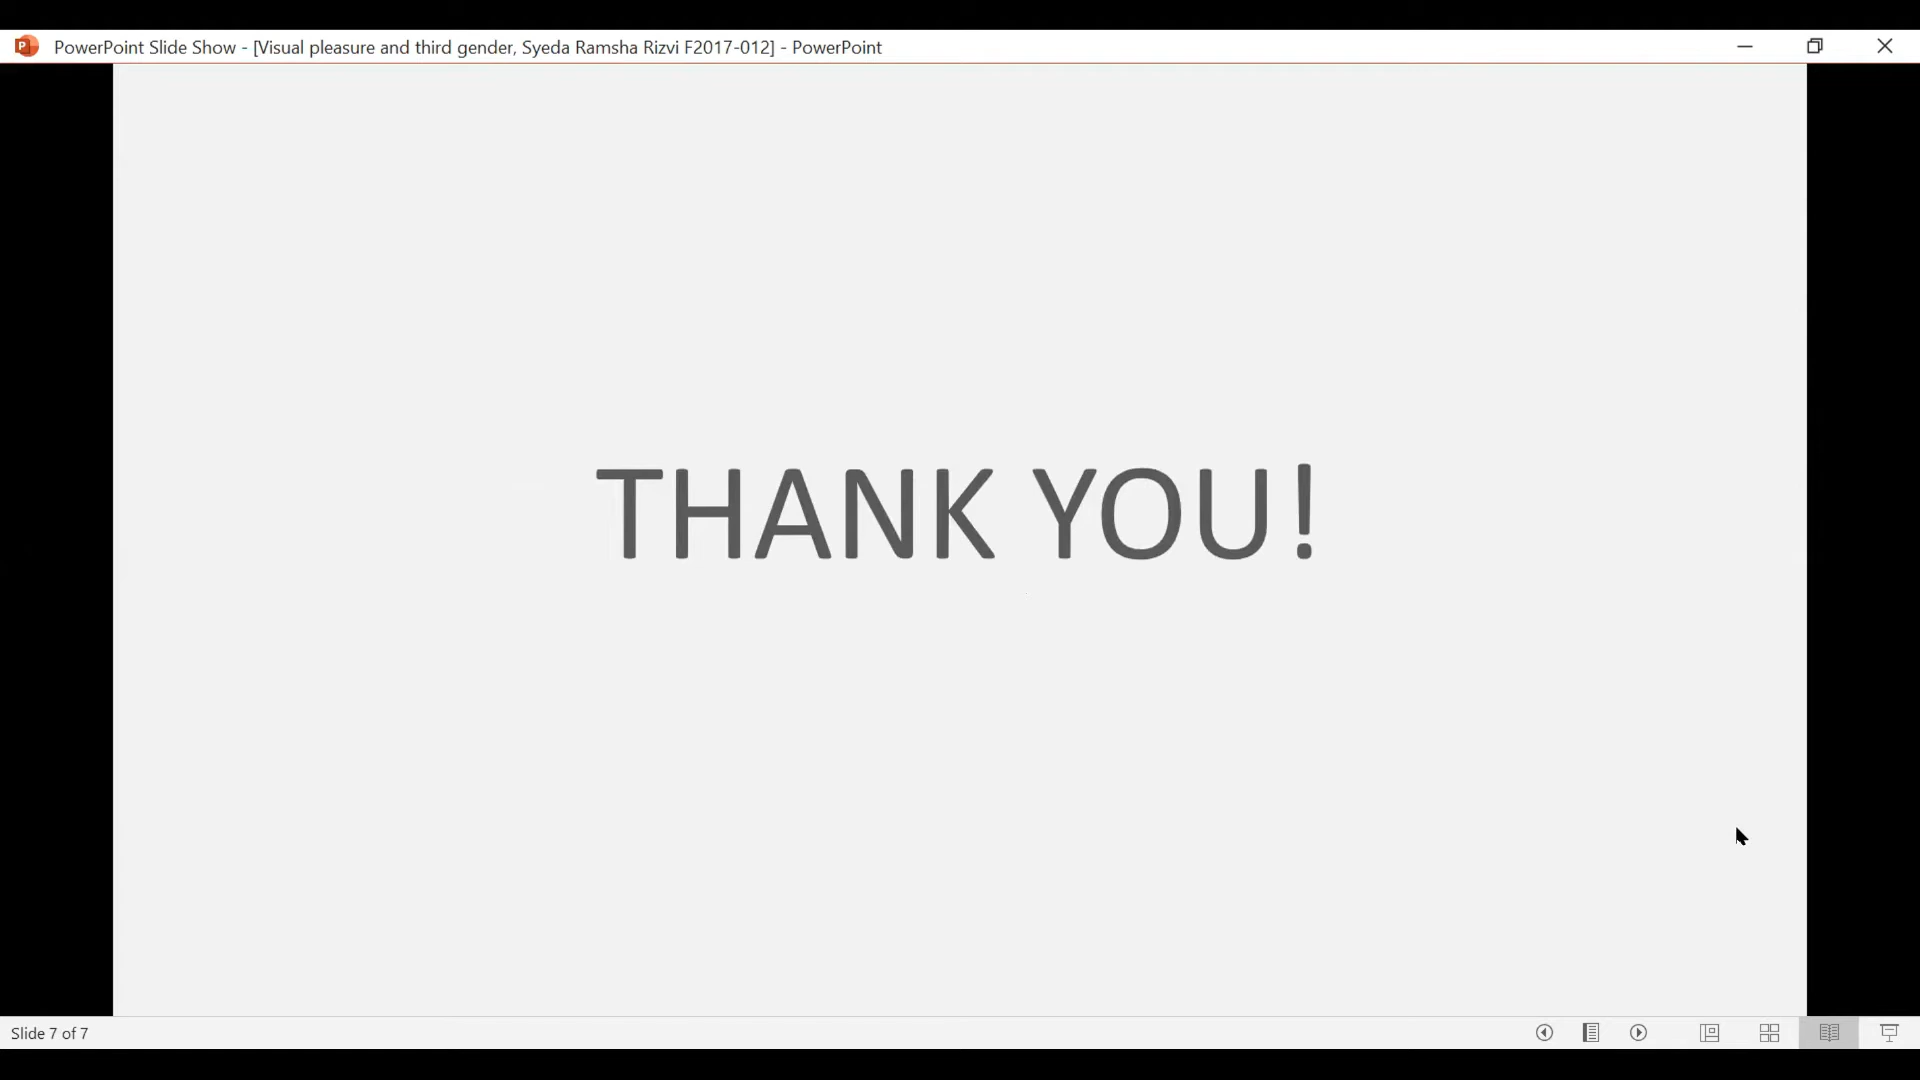 PowerPoint Slide Show - [Visual pleasure and third gender, Syeda Ramsha Rizvi F2017-012] - PowerPoint
THANK YOU!
Slide 7 of 7